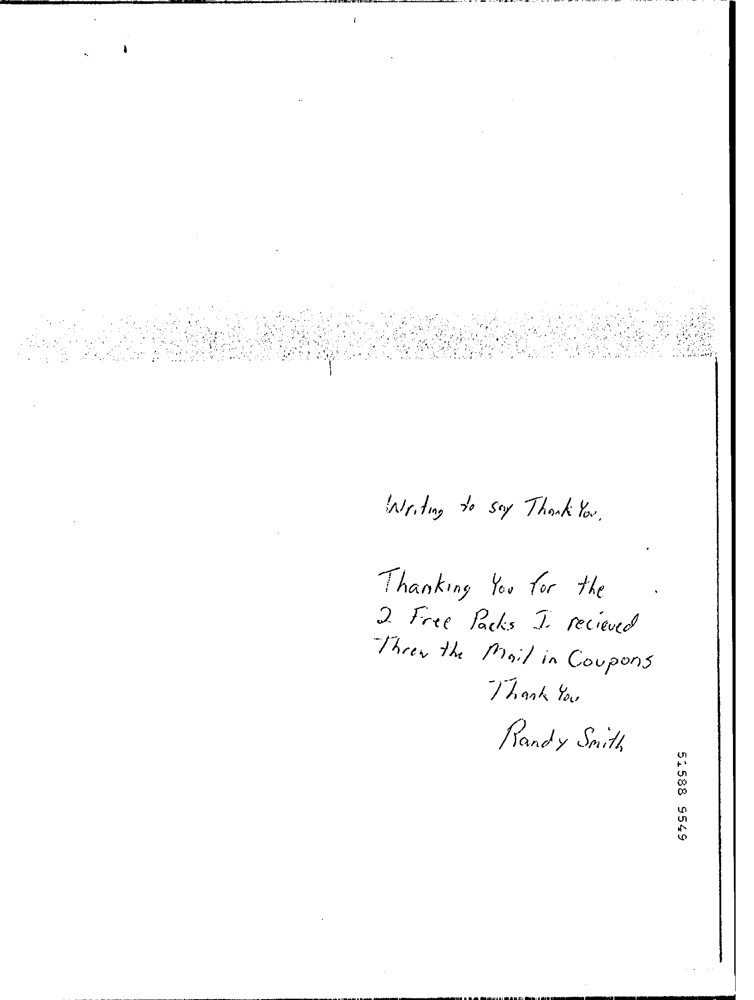 Writing to say Thank You.
Thanking You for the
2 Free Packs I recieved
Threw the Mail in Coupons
Thank You
Randy Smith
51588 9549